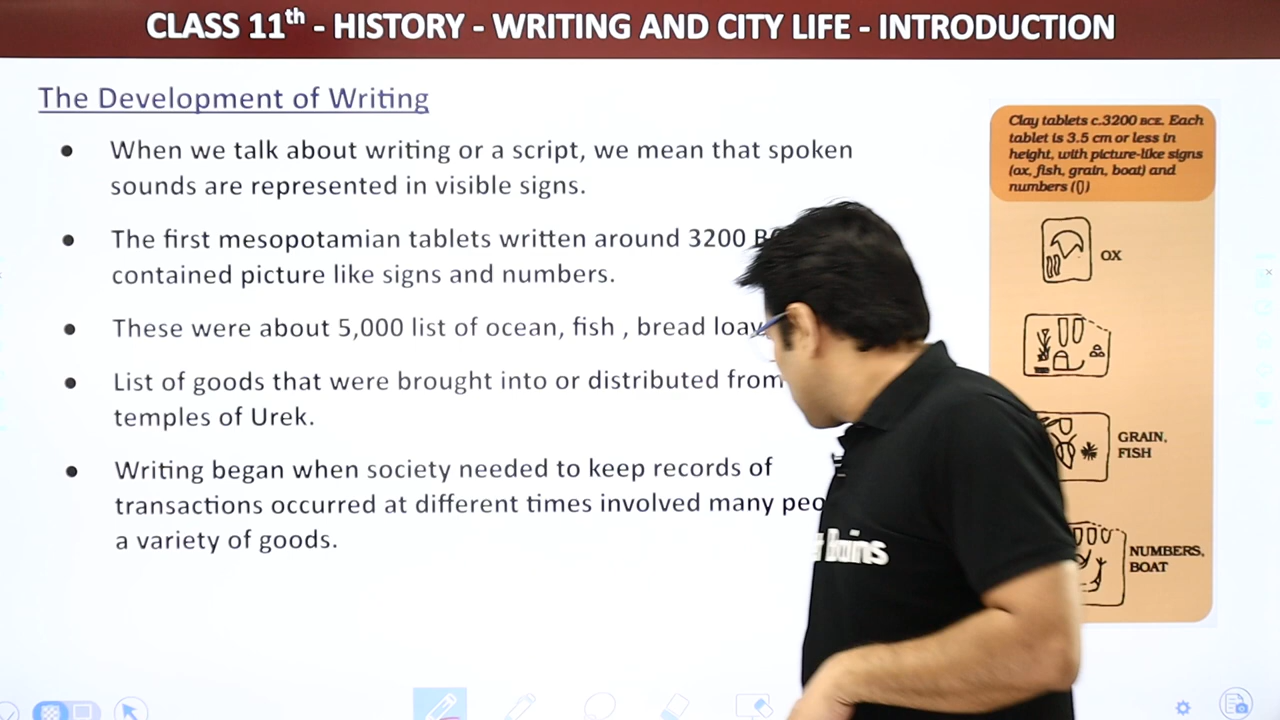 CLASS 11th - HISTORY - WRITING AND CITY LIFE - INTRODUCTION
The Development of Writing
● When we talk about writing or a script, we mean that spoken
sounds are represented in visible signs.
● The first mesopotamian tablets written around 3200
contained picture like signs and numbers.
● These were about 5,000 list of ocean, fish , bread
● List of goods that were brought into or distributed from
temples of Urek.
● Writing began when society needed to keep records of
transactions occurred at different times involved many
a variety of goods.
Clay tablets c.3200 BCE. Each
tablet is 3.5 cm or less in
height, with picture-like signs
(ox, fish, grain, boat) and
numbers
OX
GRAIN,
FISH
NUMBERS,
BOAT